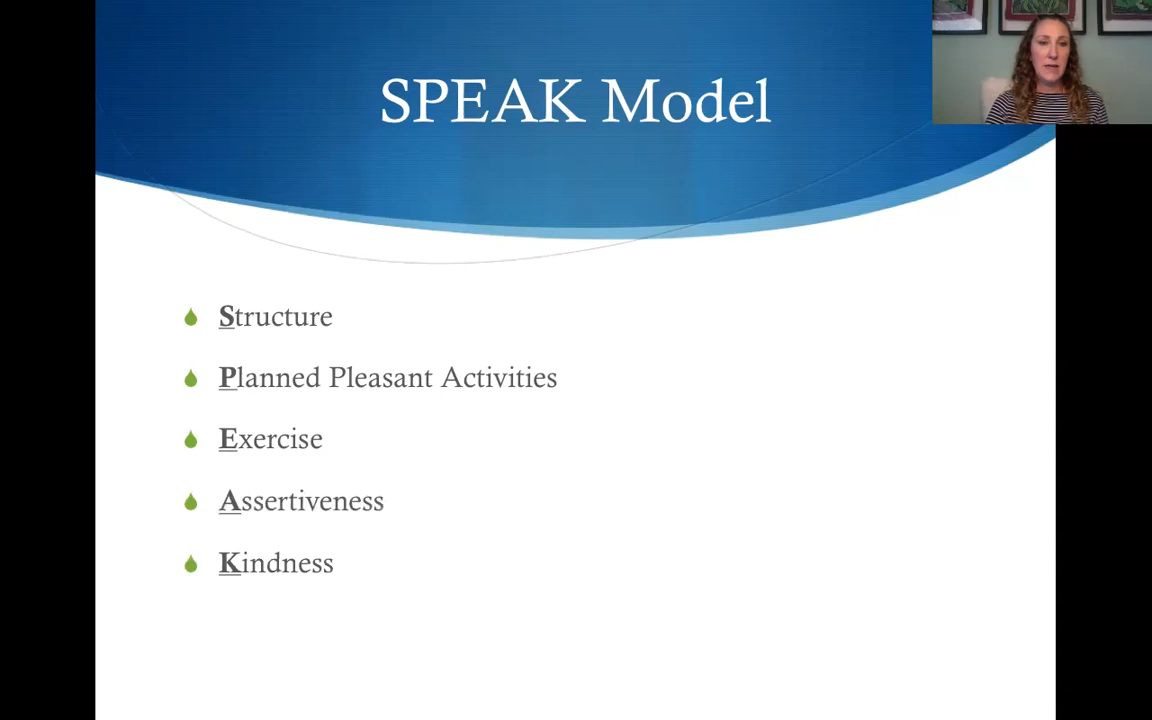 SPEAK Model
Structure
Planned Pleasant Activities
Exercise
Assertiveness
Kindness